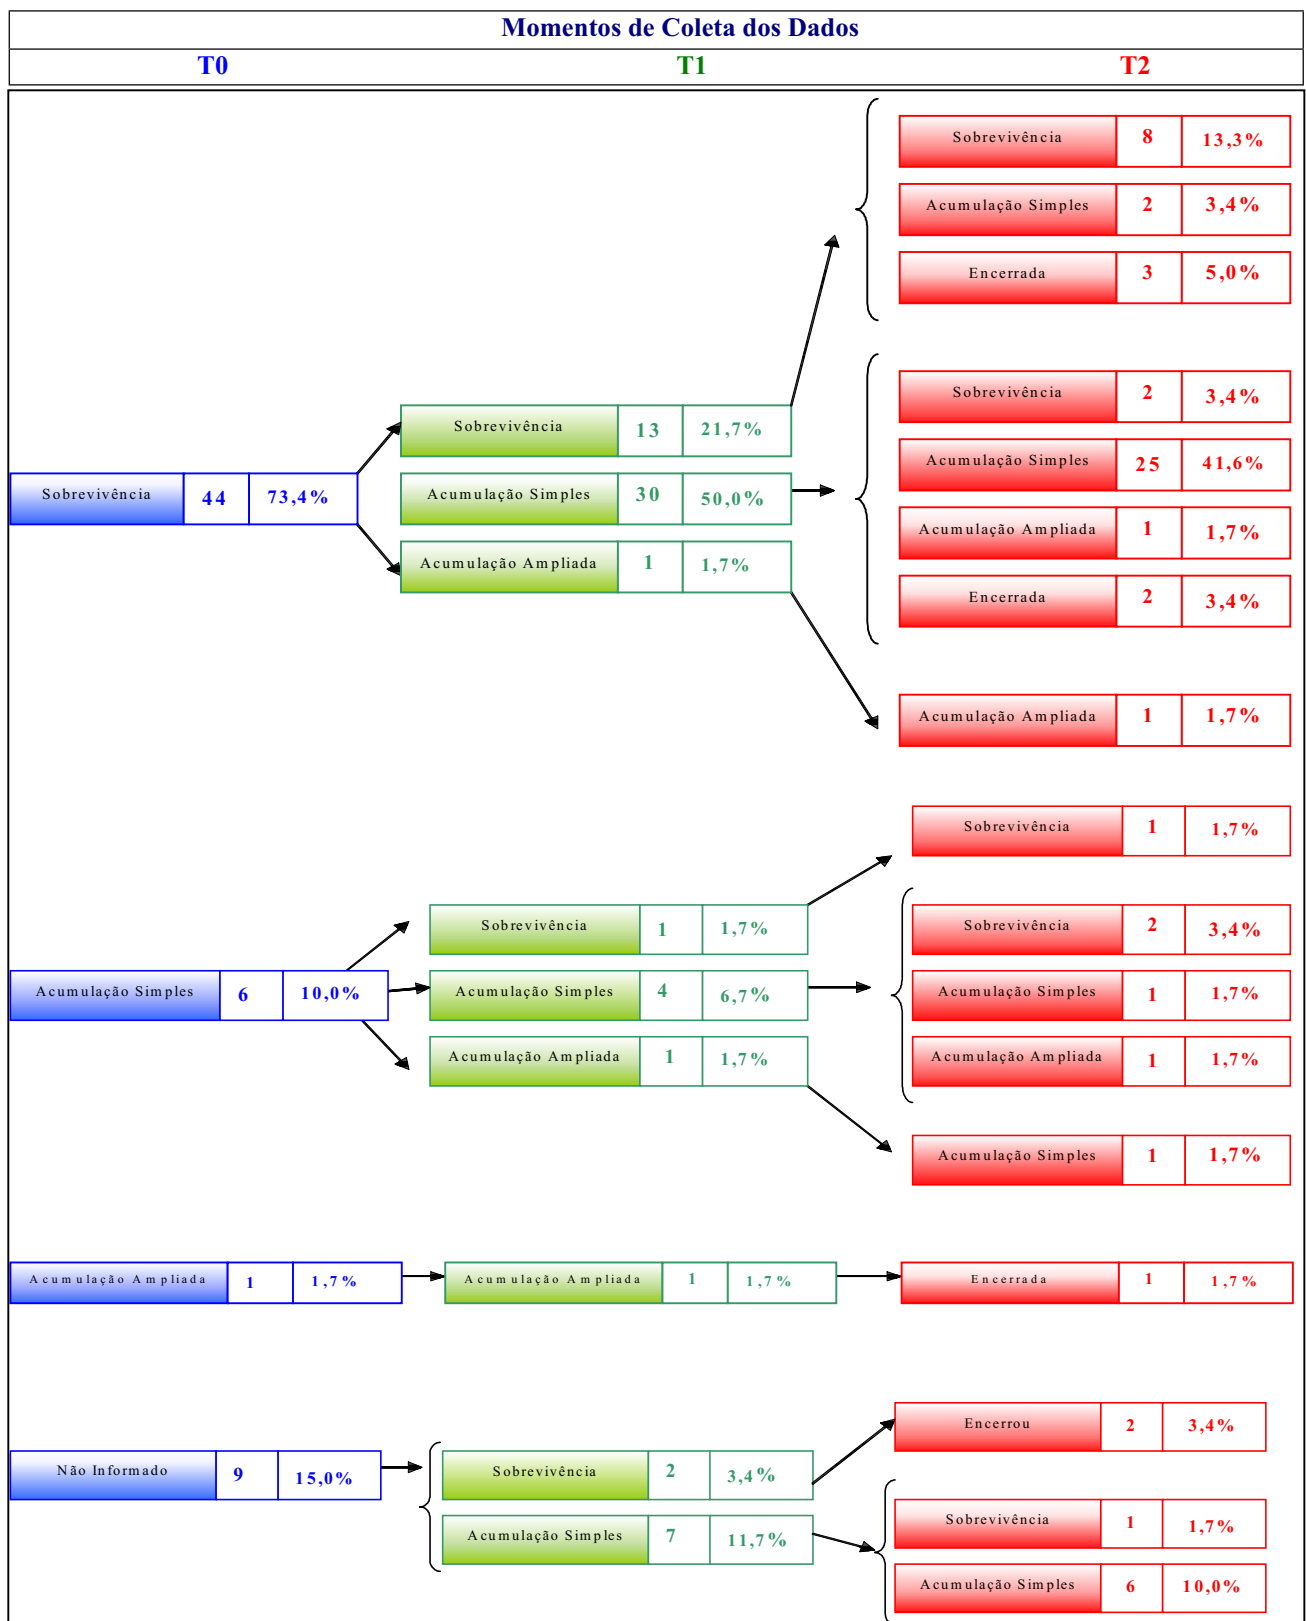 Momentos de Coleta dos Dados
T0 T1 T2
Sobrevivência 8 13,3%
Acumulação Simples 2 3,4%
Encerrada 3 5,0%
Sobrevivência 2 3,4%
Sobrevivência 13 21,7%
Acumulação Simples 25 41,6%
Sobrevivência 44 73,4%
Acumulação Simples 30 50,0%
Acumulação Ampliada 1 1,7%
Acumulação Ampliada 1 1,7%
Encerrada 2 3,4%
Acumulação Ampliada 1 1,7%
Sobrevivência 1 1,7%
Sobrevivência 1 1,7%
Sobrevivência 2 3,4%
Acumulação Simples 6 10,0%
Acumulação Simples 4 6,7%
Acumulação Simples 1 1,7%
Acumulação Ampliada 1 1,7%
Acumulação Ampliada 1 1,7%
Acumulação Simples 1 1,7%
Acumulação Ampliada 1 1,7%
Acumulação Ampliada 1 1,7%
Encerrada 1 1,7%
Encerrou 2 3,4%
Não Informado 9 15,0%
Sobrevivência 2 3,4%
Sobrevivência 1 1,7%
Acumulação Simples 7 11,7%
Acumulação Simples 6 10,0%